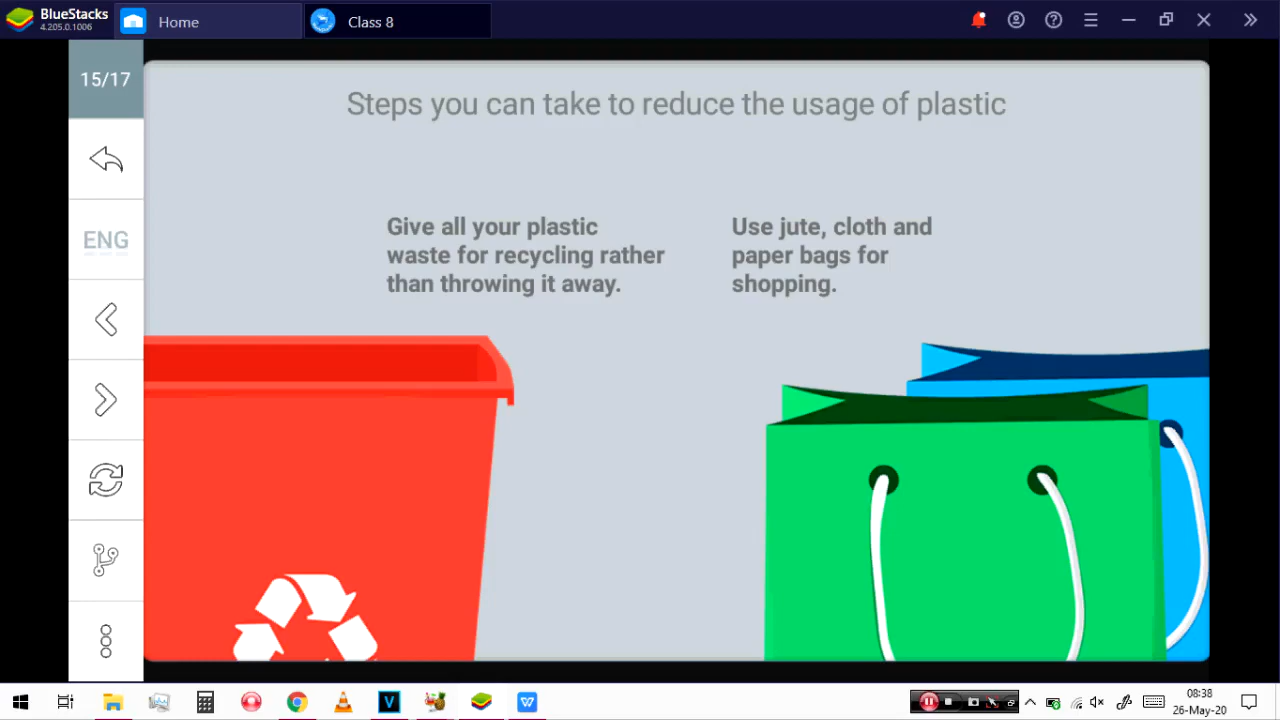 BlueStacks
4.205.0.1006
Home
Class 8
15/17
Steps you can take to reduce the usage of plastic
ENG
Give all your plastic
waste for recycling rather
than throwing it away.
Use jute, cloth and
paper bags for
shopping.
08:38
26-May-20